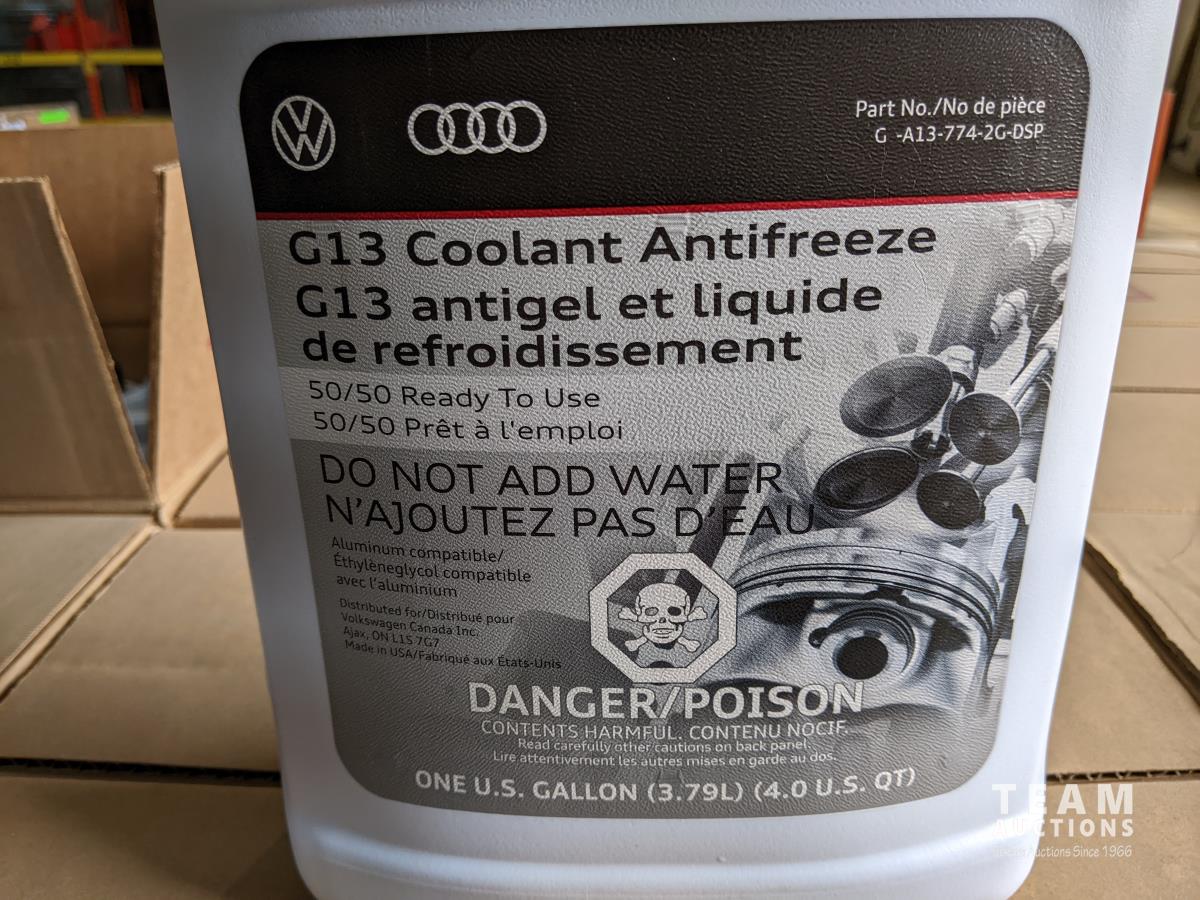 Part No./No de pièce
G -A13-774-2G-DSP
G13 Coolant Antifreeze
G13 antigel et liquide
de refroidissement
50/50 Ready To Use
50/50 Prêt à l'emploi
DO NOT ADD WATER
N'AJOUTEZ PAS D'EAU
Aluminum compatible/
Éthylèneglycol compatible
avec l'aluminium
Distributed for/Distribué pour
Volkswagen Canada Inc.
Ajax, ON L1S 7G7
Made in USA/Fabriqué aux États-Unis
DANGER/POISON
CONTENTS HARMFUL. CONTENU NOCIF.
Read carefully other cautions on back panel.
Lire attentivement les autres mises en garde au dos.
ONE U.S. GALLON (3.79L) (4.0 U.S. QT)
TEAM
AUCTIONS
Auctions Since 1966